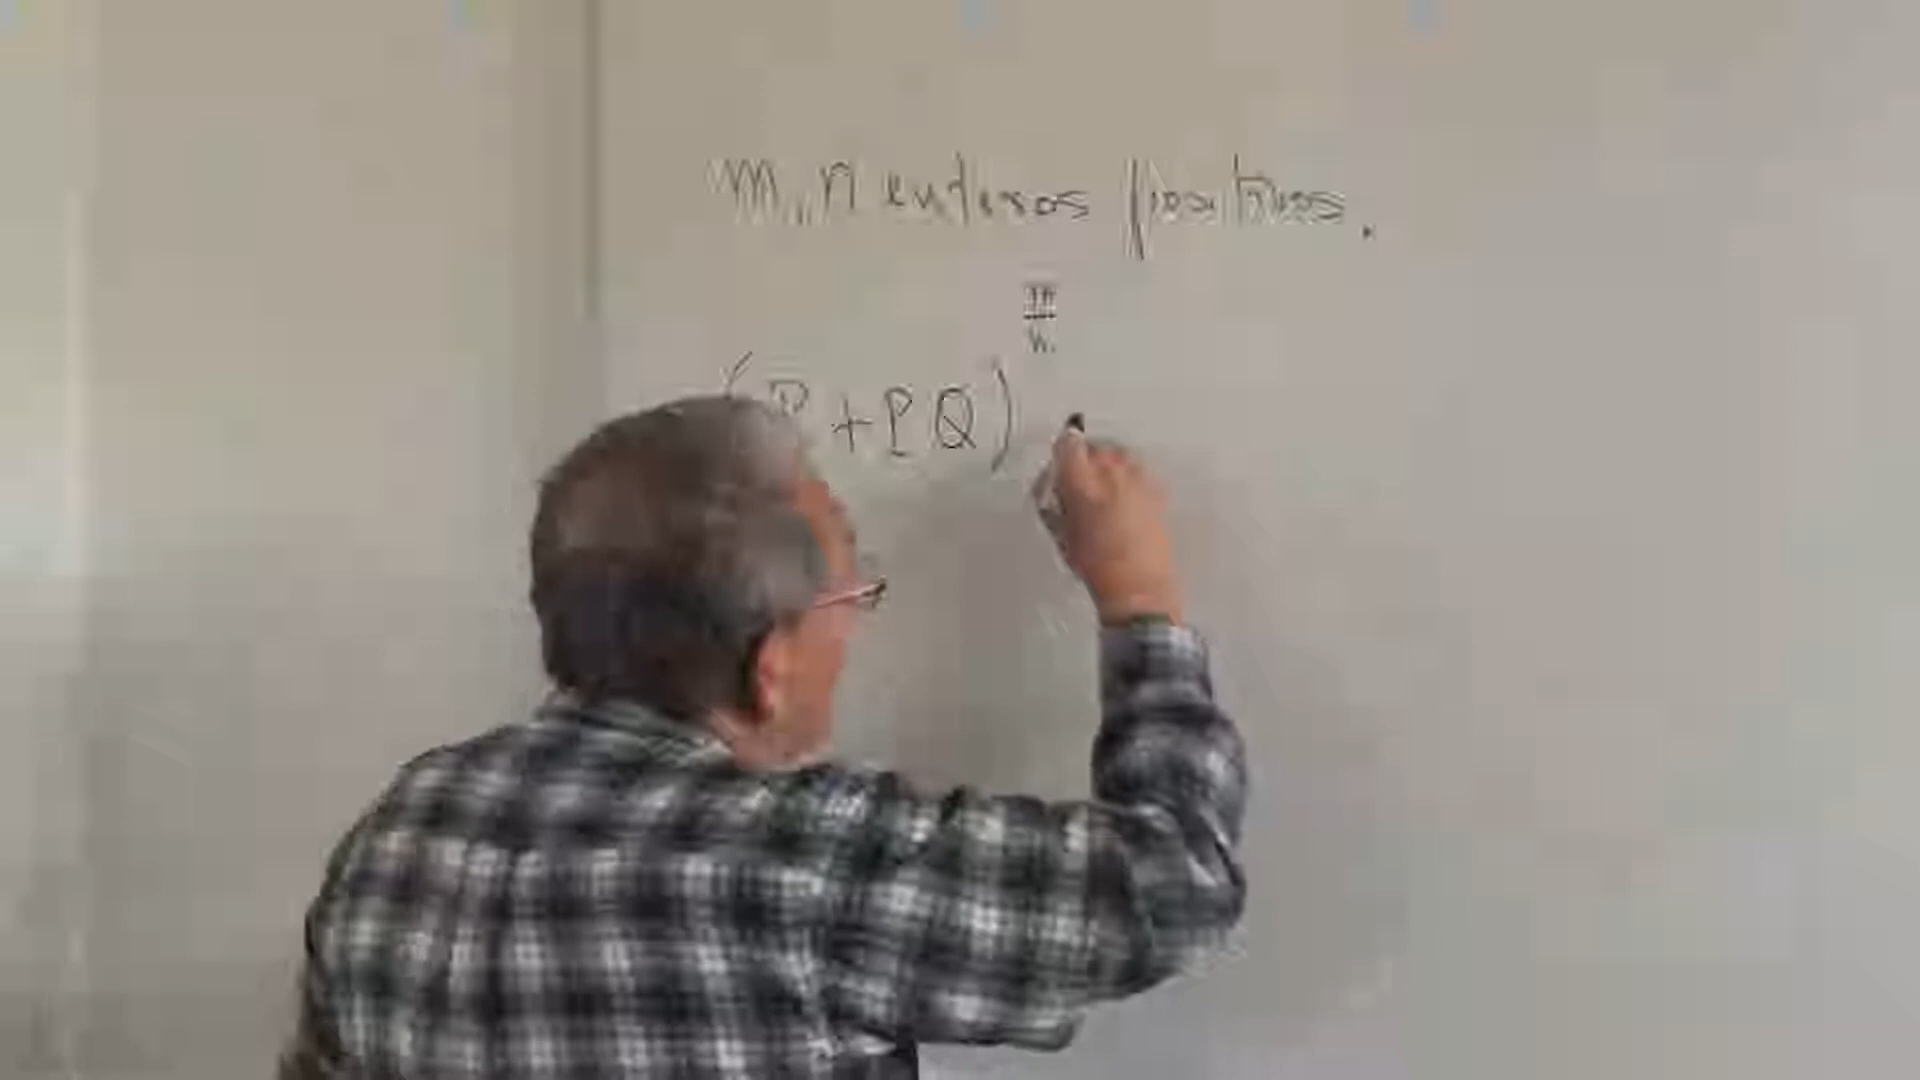 m, n enteros positivos.
m
n
(P + PQ)